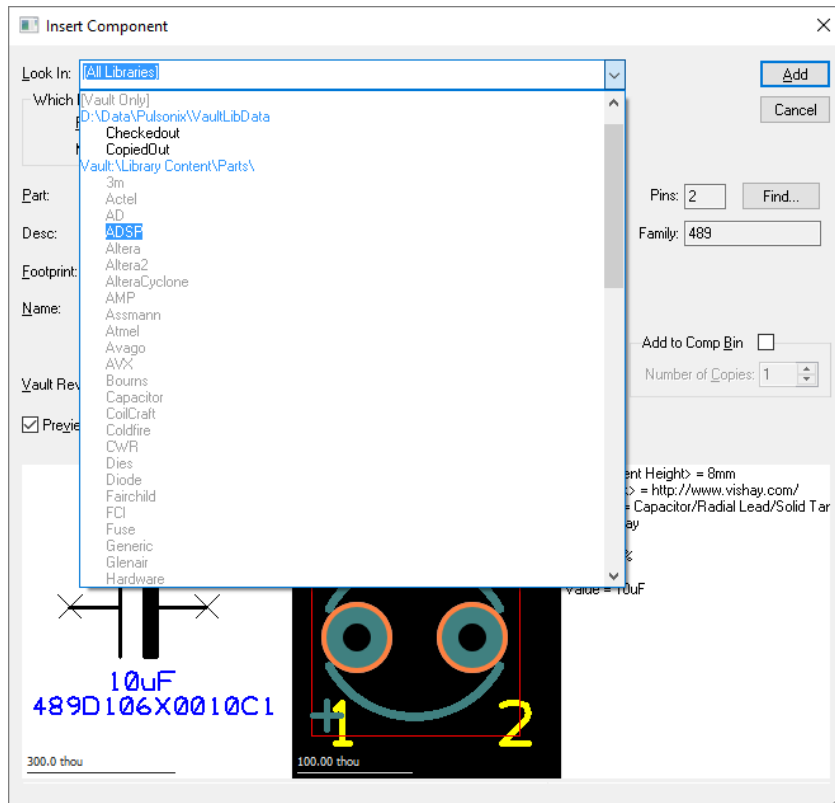 Insert Component
Look In: [All Libraries]
Add
Cancel
Which
[Vault Only]
D:\Data\Pulsonix\VaultLibData
Checkedout
CopiedOut
Vault:\Library Content\Parts\
3m
Actel
AD
ADSP
Altera
Altera2
AlteraCyclone
AMP
Assmann
Atmel
Avago
AVX
Bourns
Capacitor
CoilCraft
Coldfire
CWR
Dies
Diode
Fairchild
FCI
Fuse
Generic
Glenair
Hardware
Part:
Pins: 2
Find...
Desc:
Family: 489
Footprint:
Name:
Add to Comp Bin
Number of Copies: 1
Vault Rev
Previe
ent Height> = 8mm
> = http://www.vishay.com/
= Capacitor/Radial Lead/Solid Tar
ay
%
Value = 10uF
10uF
489D106X0010C1
300.0 thou
+1 2
100.00 thou